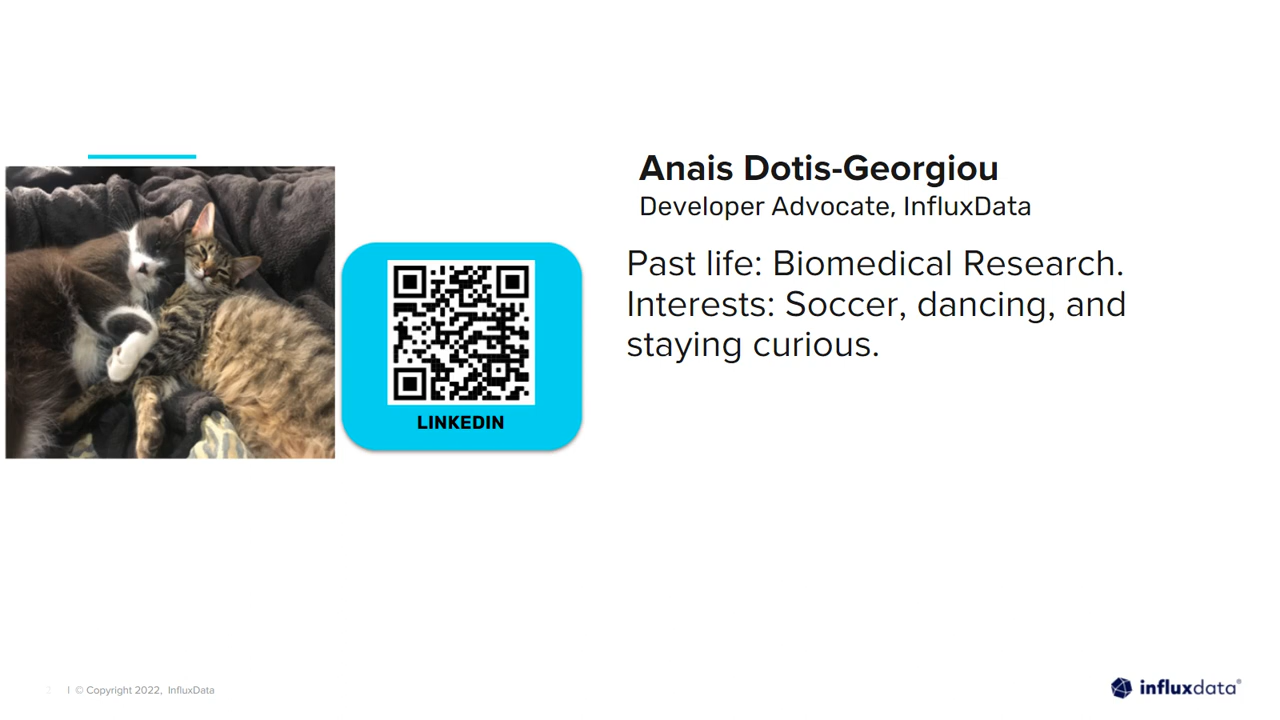 Anais Dotis-Georgiou
Developer Advocate, InfluxData
Past life: Biomedical Research.
Interests: Soccer, dancing, and
staying curious.
LINKEDIN
| © Copyright 2022, InfluxData
influxdata®